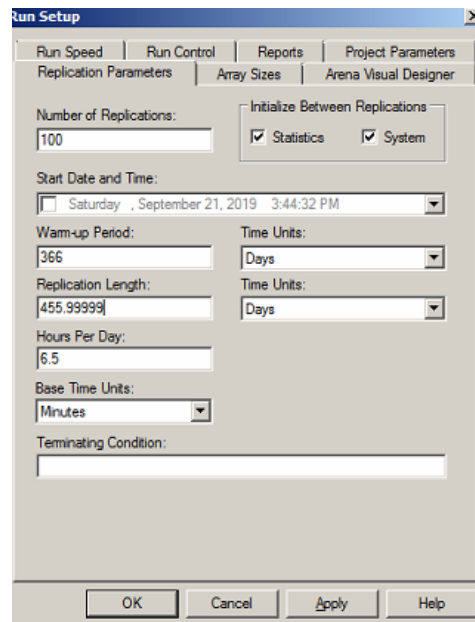 Run Setup
Run Speed Run Control Reports Project Parameters
Replication Parameters Array Sizes Arena Visual Designer
Number of Replications:
100
Initialize Between Replications
Statistics System
Start Date and Time:
Saturday , September 21, 2019 3:44:32 PM
Warm-up Period: Time Units:
366 Days
Replication Length: Time Units:
455.99999 Days
Hours Per Day:
6.5
Base Time Units:
Minutes
Terminating Condition:
OK Cancel Apply Help